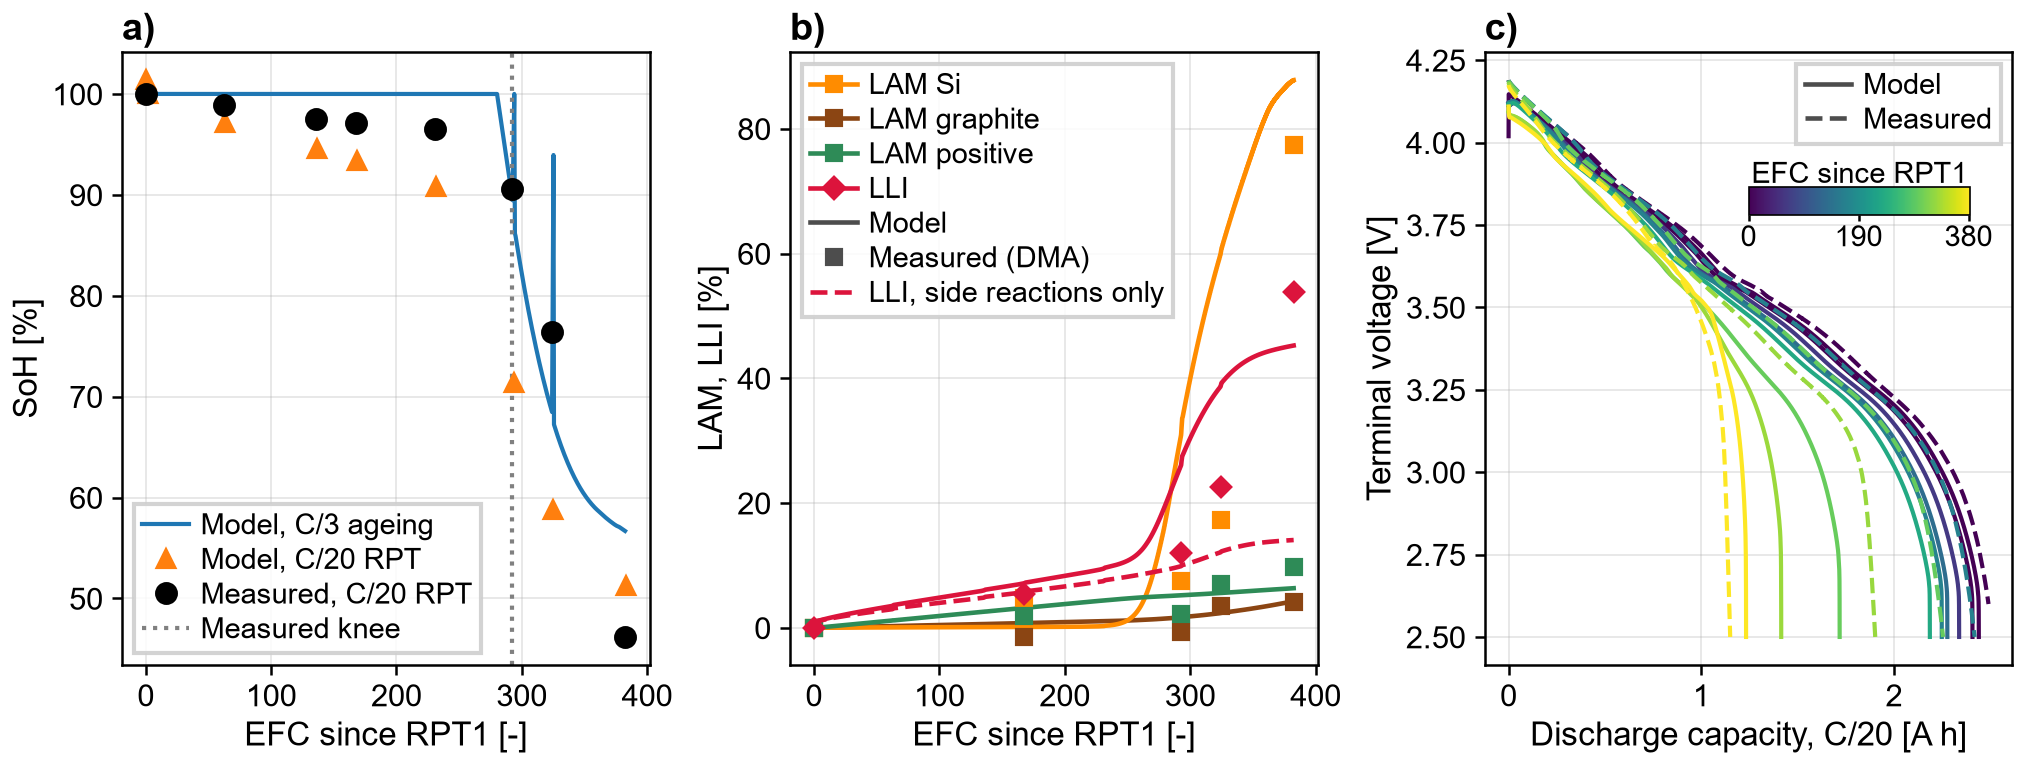 a)
100
90
80
70
60
50
SoH [%]
Model, C/3 ageing
Model, C/20 RPT
Measured, C/20 RPT
Measured knee
0
100
200
300
400
EFC since RPT1 [-]
b)
LAM Si
LAM graphite
LAM positive
LLI
Model
Measured (DMA)
LLI, side reactions only
80
60
40
20
0
LAM, LLI [%]
0
100
200
300
400
EFC since RPT1 [-]
c)
Model
Measured
EFC since RPT1
0
190
380
4.25
4.00
3.75
3.50
3.25
3.00
2.75
2.50
Terminal voltage [V]
0
1
2
Discharge capacity, C/20 [A h]